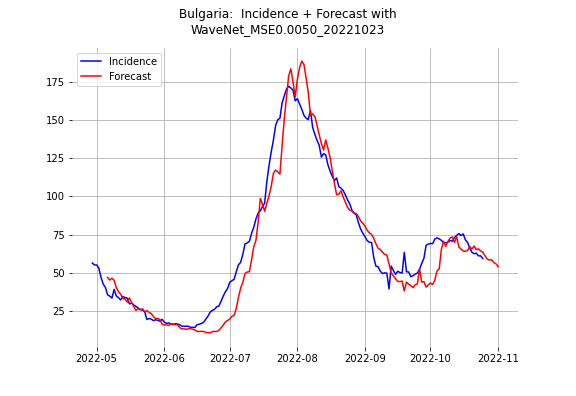 Bulgaria:  Incidence + Forecast with
WaveNet_MSE0.0050_20221023
Incidence
Forecast
175
150
125
100
75
50
25
2022-05 2022-06 2022-07 2022-08 2022-09 2022-10 2022-11